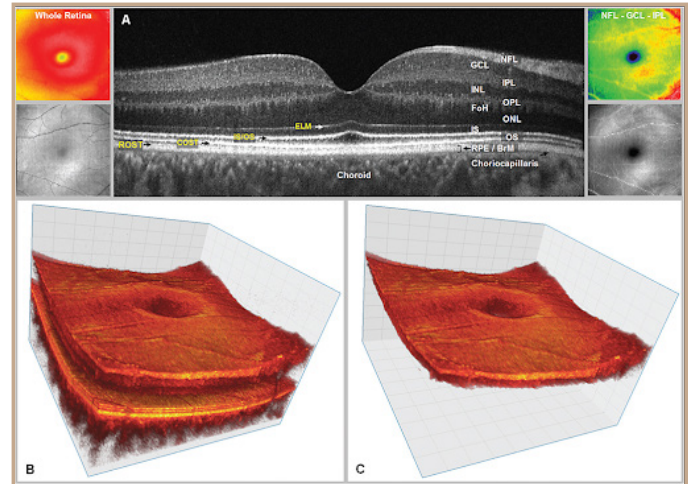 Whole Retina
A
NFL - GCL - IPL
NFL
GCL
IPL
INL
OPL
FoH
ONL
ELM
IS
IS/OS
OS
COST
ROST
RPE / BrM
Choriocapillaris
Choroid
B
C